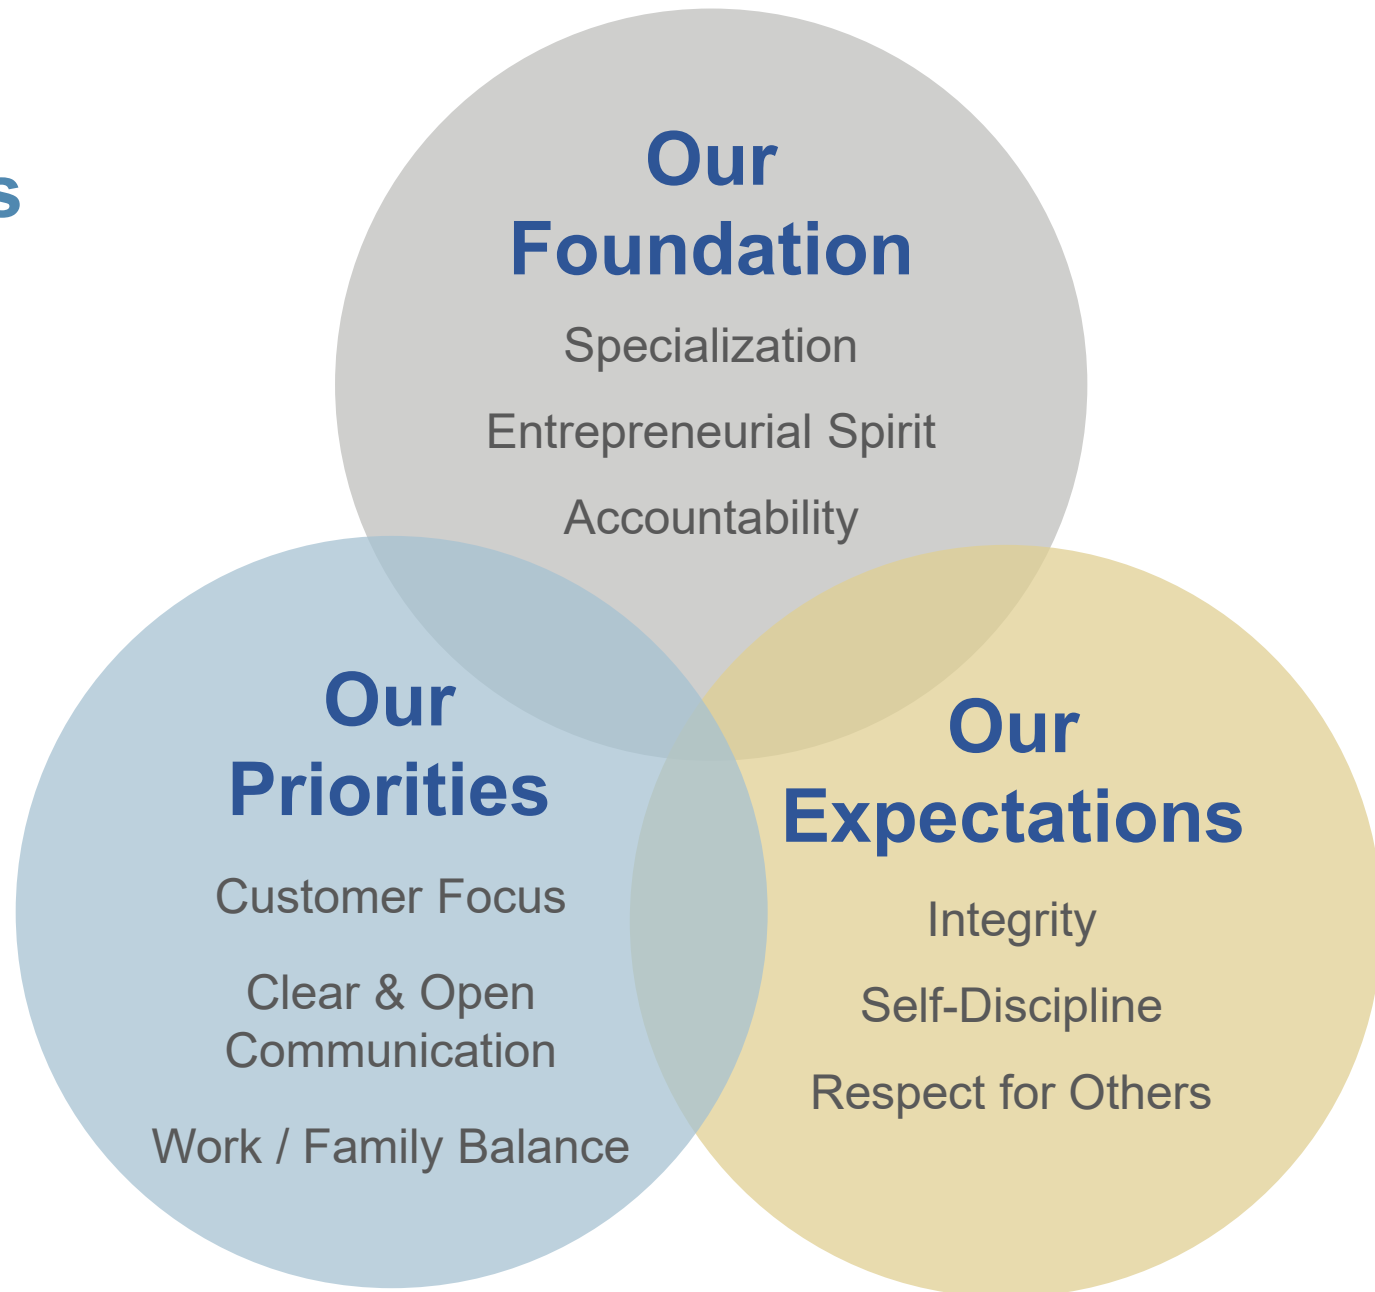 s
Our
Foundation
Specialization
Entrepreneurial Spirit
Accountability
Our
Priorities
Customer Focus
Clear & Open
Communication
Work / Family Balance
Our
Expectations
Integrity
Self-Discipline
Respect for Others